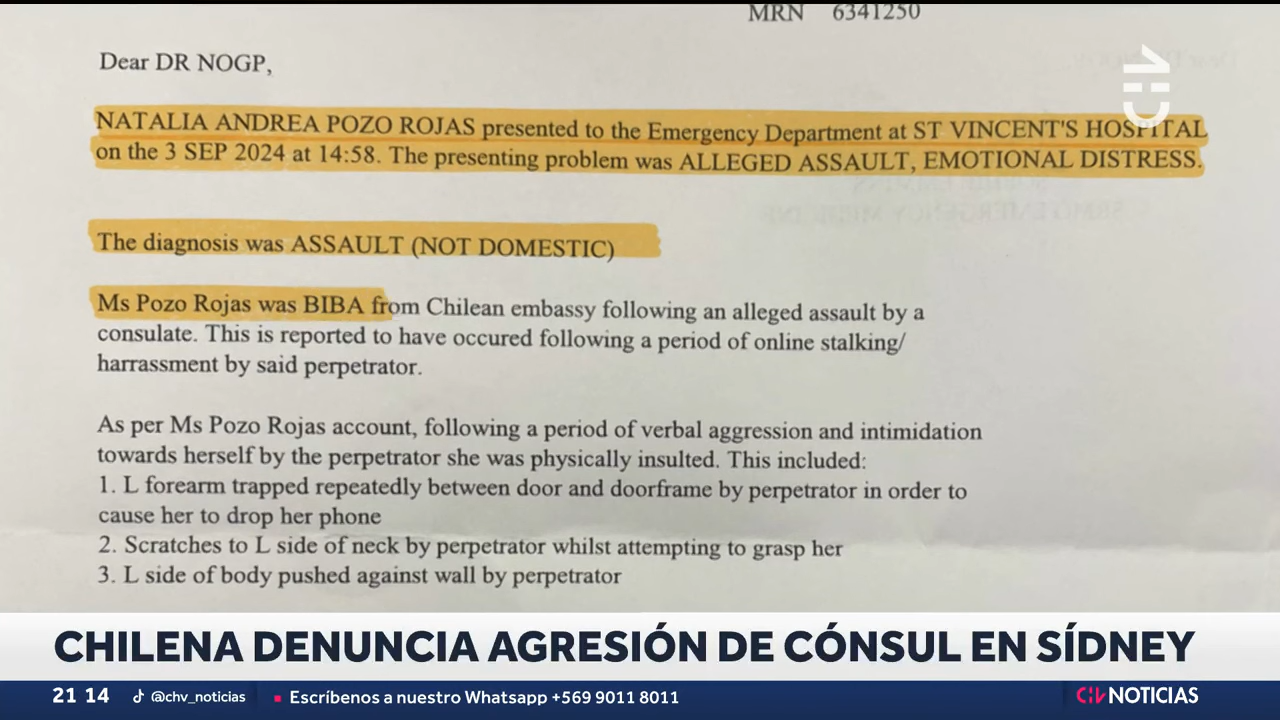 MRN 6341250
Dear DR NOGP,
CHV
NATALIA ANDREA POZO ROJAS presented to the Emergency Department at ST VINCENT'S HOSPITAL
on the 3 SEP 2024 at 14:58. The presenting problem was ALLEGED ASSAULT, EMOTIONAL DISTRESS.
The diagnosis was ASSAULT (NOT DOMESTIC)
Ms Pozo Rojas was BIBA from Chilean embassy following an alleged assault by a
consulate. This is reported to have occured following a period of online stalking/
harrassment by said perpetrator.
As per Ms Pozo Rojas account, following a period of verbal aggression and intimidation
towards herself by the perpetrator she was physically insulted. This included:
1. L forearm trapped repeatedly between door and doorframe by perpetrator in order to
cause her to drop her phone
2. Scratches to L side of neck by perpetrator whilst attempting to grasp her
3. L side of body pushed against wall by perpetrator
CHILENA DENUNCIA AGRESIÓN DE CÓNSUL EN SÍDNEY
21 14 @chv_noticias Escríbenos a nuestro Whatsapp +569 9011 8011 CHV NOTICIAS